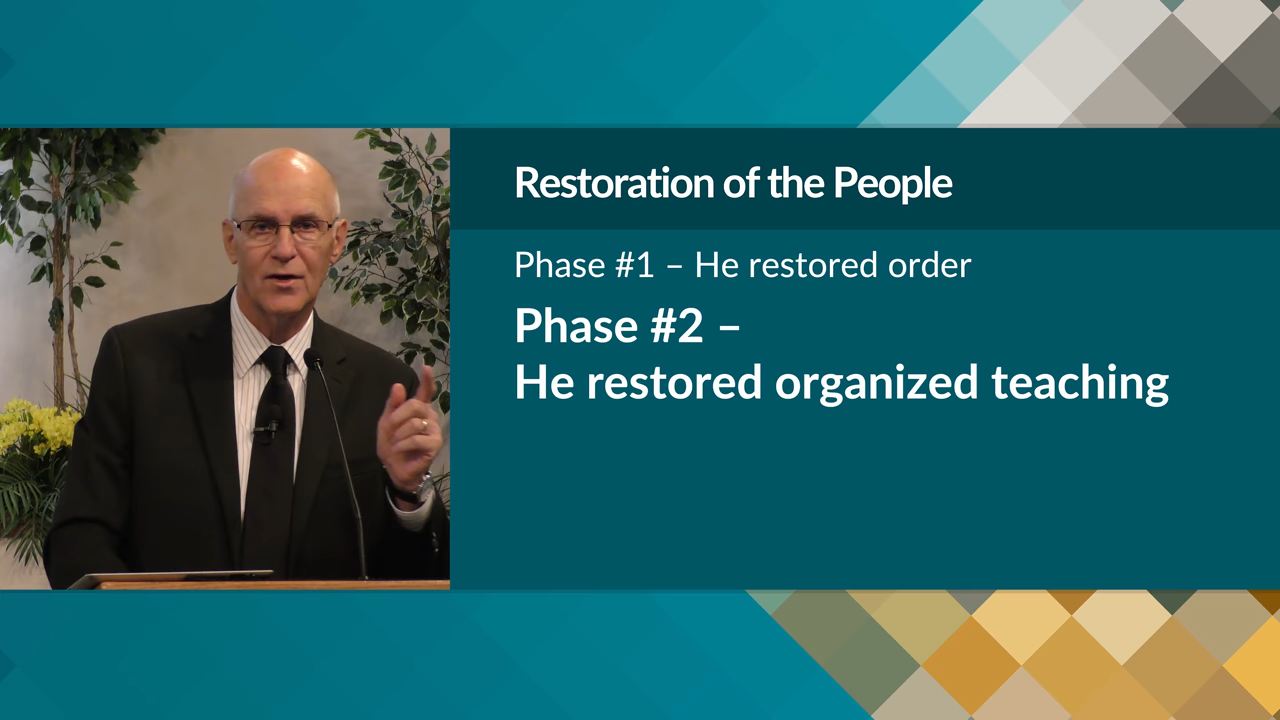 Restoration of the People
Phase #1 – He restored order
Phase #2 –
He restored organized teaching